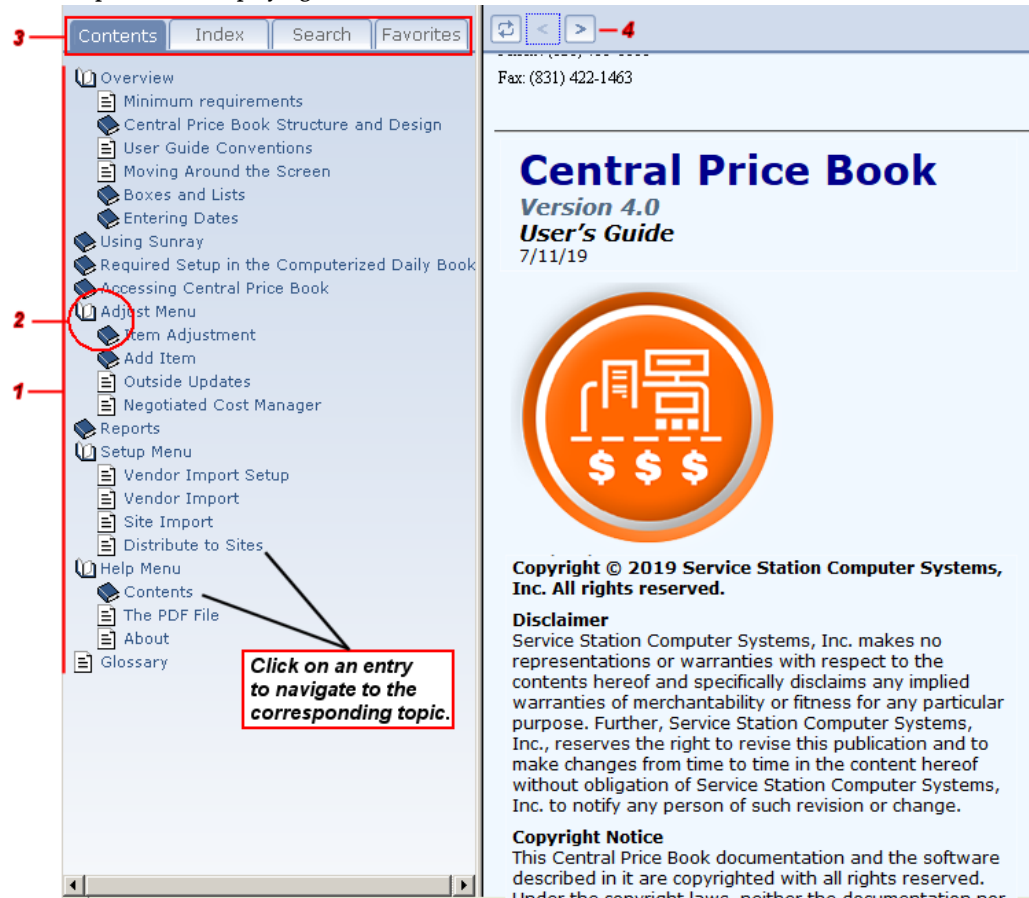 3
Contents
Index
Search
Favorites
< > 4
Fax: (831) 422-1463
Overview
Minimum requirements
Central Price Book Structure and Design
User Guide Conventions
Moving Around the Screen
Boxes and Lists
Entering Dates
Using Sunray
Required Setup in the Computerized Daily Book
Accessing Central Price Book
2
Adjust Menu
Item Adjustment
Add Item
1
Outside Updates
Negotiated Cost Manager
Reports
Setup Menu
Vendor Import Setup
Vendor Import
Site Import
Distribute to Sites
Help Menu
Contents
The PDF File
About
Glossary
Click on an entry
to navigate to the
corresponding topic.
Central Price Book
Version 4.0
User's Guide
7/11/19
$ $ $
Copyright © 2019 Service Station Computer Systems,
Inc. All rights reserved.
Disclaimer
Service Station Computer Systems, Inc. makes no
representations or warranties with respect to the
contents hereof and specifically disclaims any implied
warranties of merchantability or fitness for any particular
purpose. Further, Service Station Computer Systems,
Inc., reserves the right to revise this publication and to
make changes from time to time in the content hereof
without obligation of Service Station Computer Systems,
Inc. to notify any person of such revision or change.
Copyright Notice
This Central Price Book documentation and the software
described in it are copyrighted with all rights reserved.
Under the copyright laws, neither the documentation nor